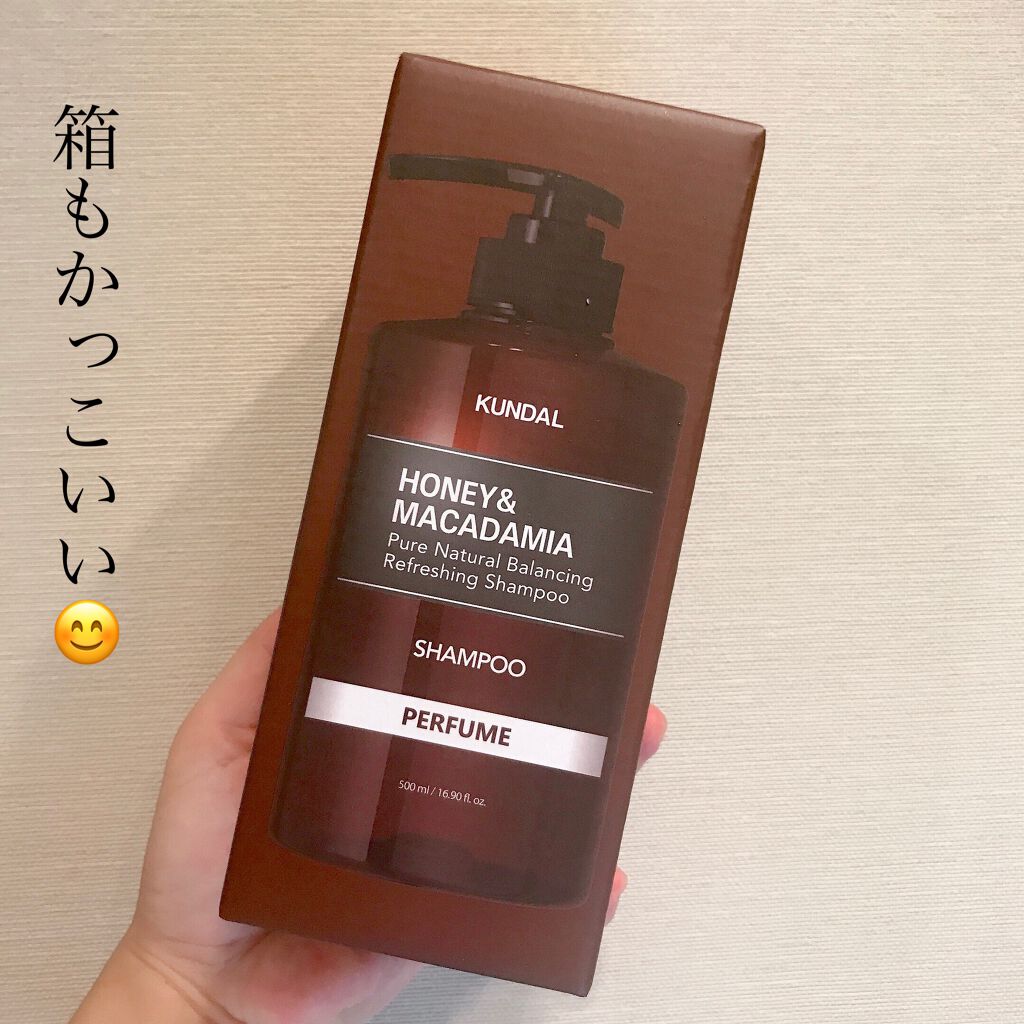 箱もかっこいい😊
KUNDAL
HONEY&
MACADAMIA
Pure Natural Balancing
Refreshing Shampoo
SHAMPOO
PERFUME
500 ml / 16.90 fl. oz.